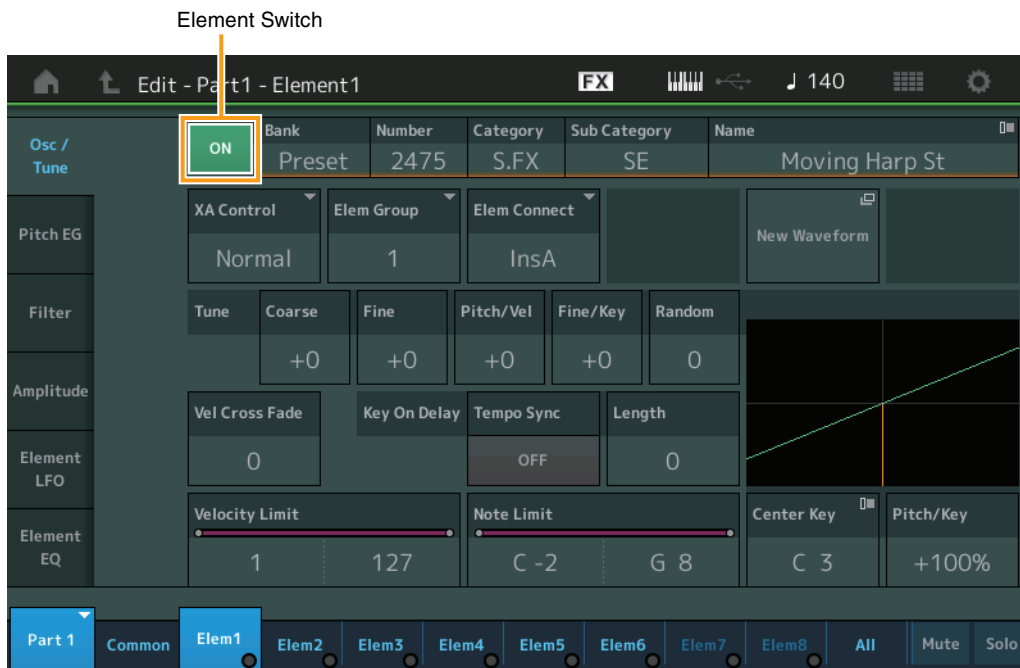 Element Switch
Edit - Part1 - Element1
FX
♩ 140
Osc /
Tune
ON
Bank
Preset
Number
2475
Category
S.FX
Sub Category
SE
Name
Moving Harp St
Pitch EG
XA Control
Normal
Elem Group
1
Elem Connect
InsA
New Waveform
Filter
Tune
Coarse
+0
Fine
+0
Pitch/Vel
+0
Fine/Key
+0
Random
0
Amplitude
Vel Cross Fade
0
Key On Delay
Tempo Sync
OFF
Length
0
Element
LFO
Element
EQ
Velocity Limit
1 127
Note Limit
C -2 G 8
Center Key
C 3
Pitch/Key
+100%
Part 1 Common Elem1 Elem2 Elem3 Elem4 Elem5 Elem6 Elem7 Elem8 All Mute Solo